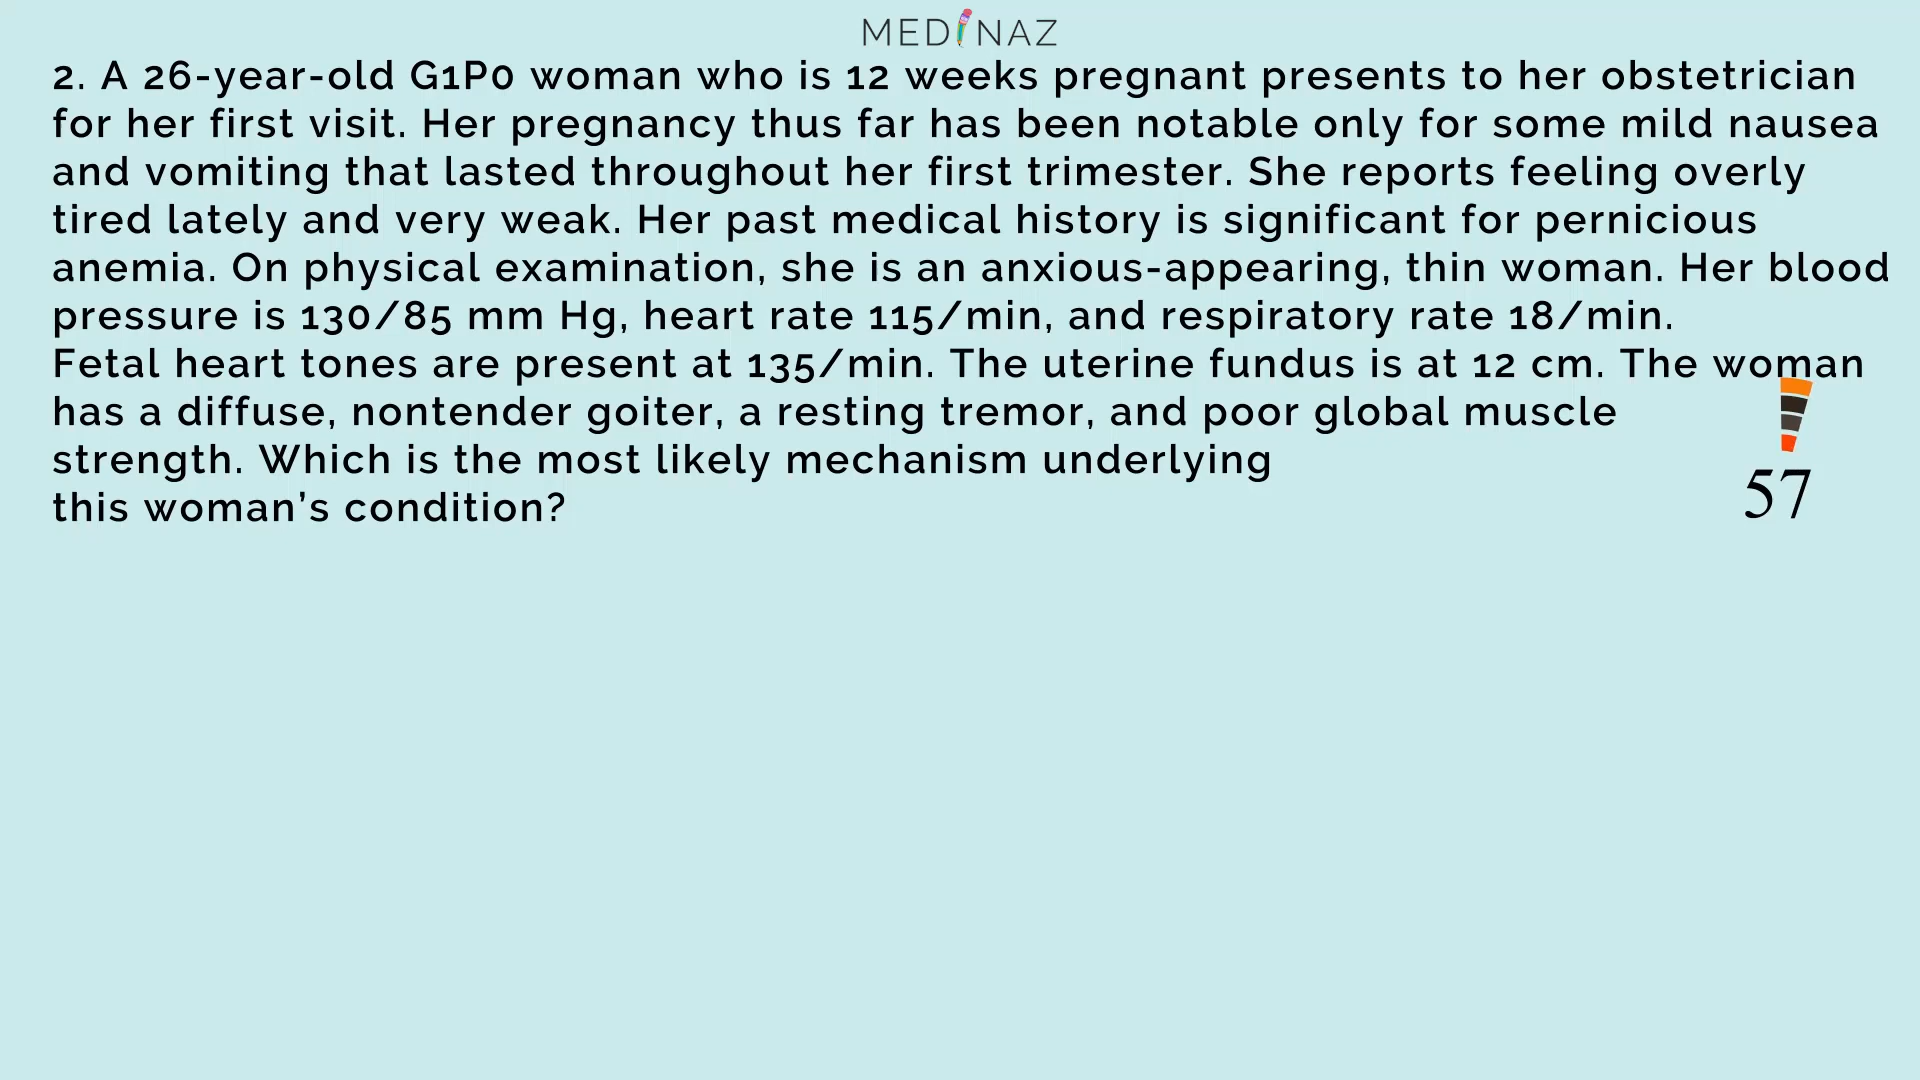 MEDINAZ
2. A 26-year-old G1P0 woman who is 12 weeks pregnant presents to her obstetrician
for her first visit. Her pregnancy thus far has been notable only for some mild nausea
and vomiting that lasted throughout her first trimester. She reports feeling overly
tired lately and very weak. Her past medical history is significant for pernicious
anemia. On physical examination, she is an anxious-appearing, thin woman. Her blood
pressure is 130/85 mm Hg, heart rate 115/min, and respiratory rate 18/min.
Fetal heart tones are present at 135/min. The uterine fundus is at 12 cm. The woman
has a diffuse, nontender goiter, a resting tremor, and poor global muscle
strength. Which is the most likely mechanism underlying
this woman's condition?
57